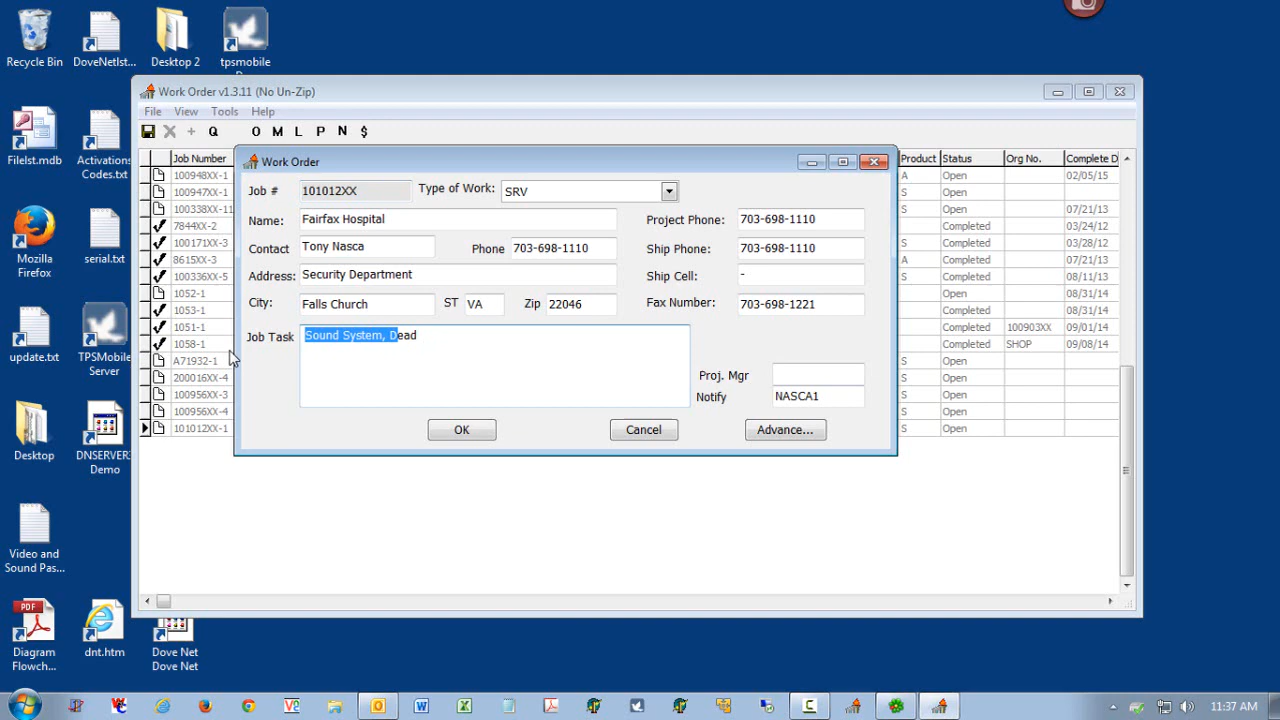 Recycle Bin
DoveNetIst...
Desktop 2
tpsmobile
FileIst.mdb
Activations Codes.txt
Mozilla Firefox
serial.txt
update.txt
TPSMobile Server
Desktop
DNSERVER Demo
Video and Sound Pas...
PDF
Diagram Flowch...
dnt.htm
Dove Net Dove Net
Work Order v1.3.11 (No Un-Zip)
File View Tools Help
Q O M L P N $
Job Number Product Status Org No. Complete D
100948XX-1 A Open 02/05/15
100947XX-1 S Open
100338XX-11 S Open 07/21/13
7844XX-2 Completed 03/24/12
100171XX-3 S Completed 03/28/12
8615XX-3 A Completed 07/21/13
100336XX-5 S Completed 08/11/13
1052-1 Open 08/31/14
1053-1 Completed 08/31/14
1051-1 Completed 100903XX 09/01/14
1058-1 Completed SHOP 09/08/14
A71932-1 S Open
200016XX-4 S Open
100956XX-3 S Open
100956XX-4 S Open
101012XX-1 S Open
Work Order
Job # 101012XX Type of Work: SRV
Name: Fairfax Hospital Project Phone: 703-698-1110
Contact Tony Nasca Phone 703-698-1110 Ship Phone: 703-698-1110
Address: Security Department Ship Cell: -
City: Falls Church ST VA Zip 22046 Fax Number: 703-698-1221
Job Task Sound System, Dead
Proj. Mgr
Notify NASCA1
OK Cancel Advance...
11:37 AM